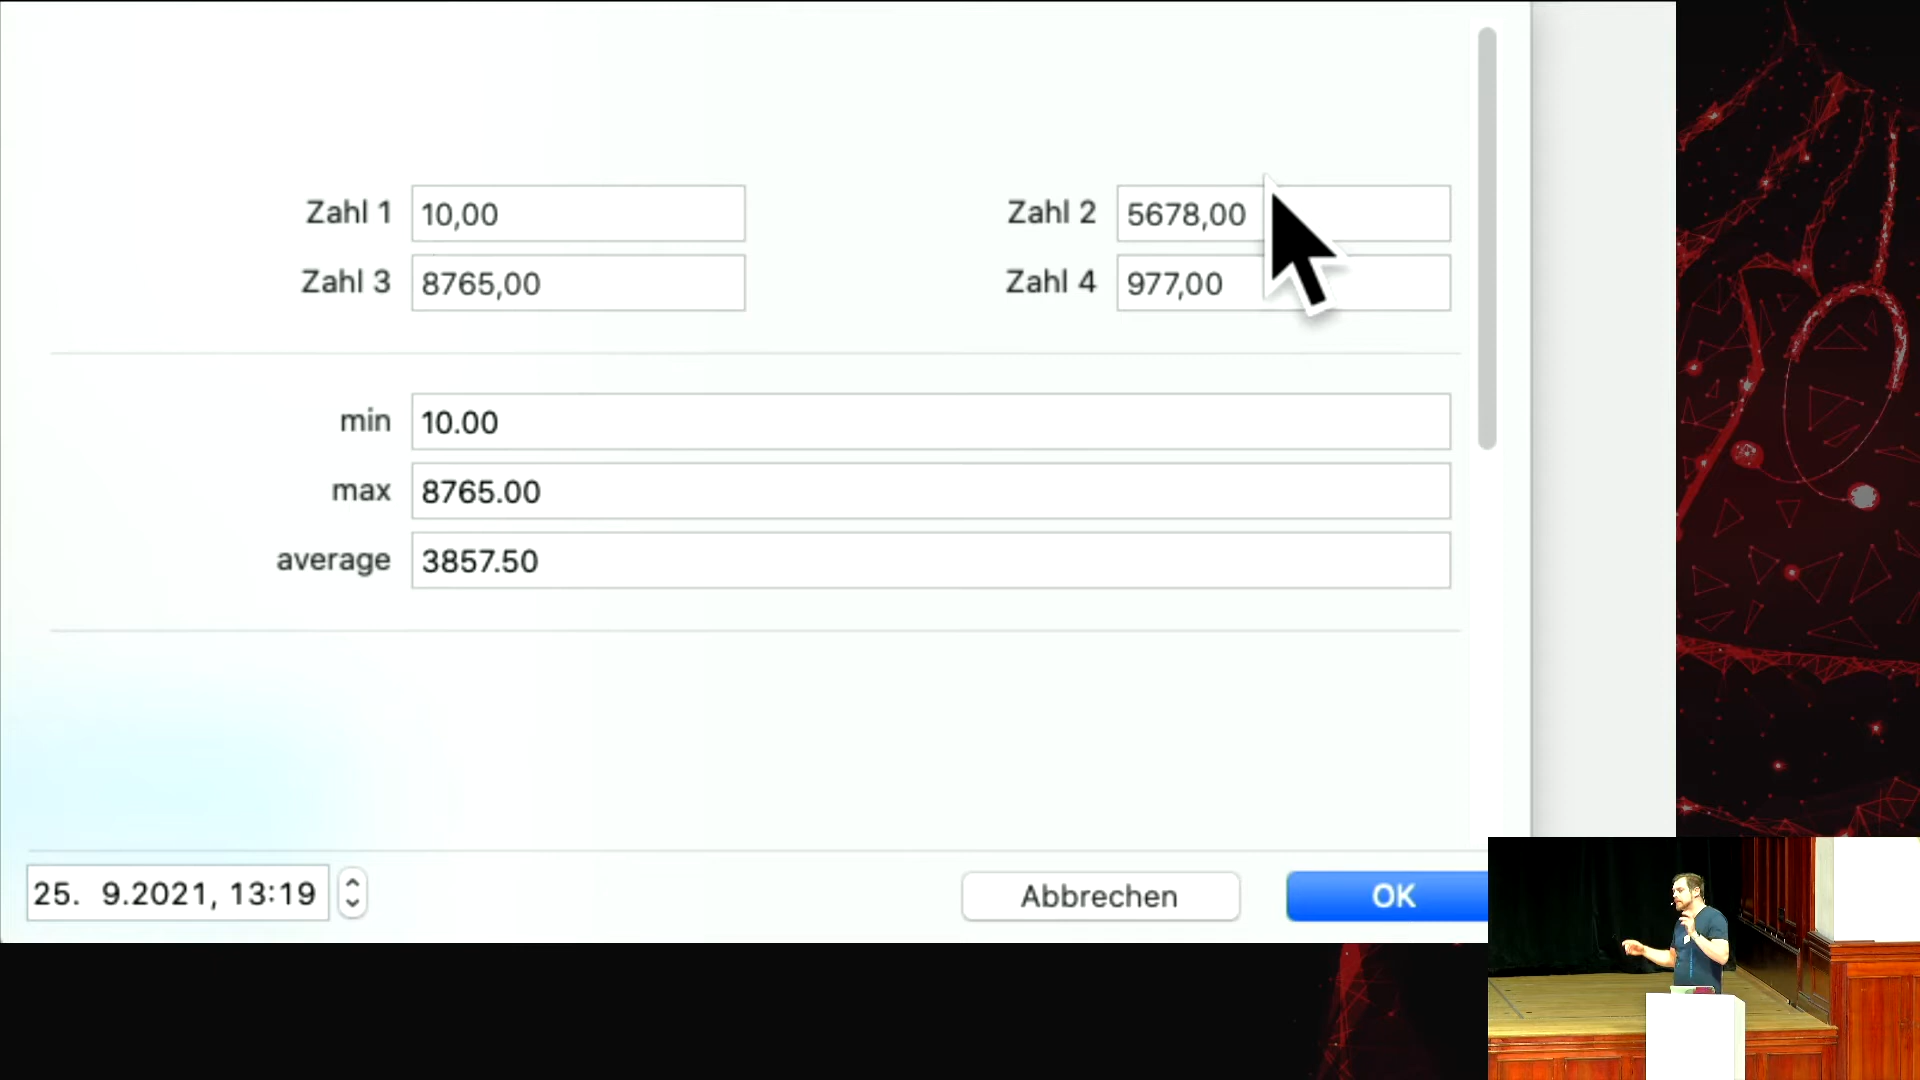 Zahl 1 10,00 Zahl 2 5678,00
Zahl 3 8765,00 Zahl 4 977,00
min 10.00
max 8765.00
average 3857.50
25. 9.2021, 13:19 Abbrechen OK